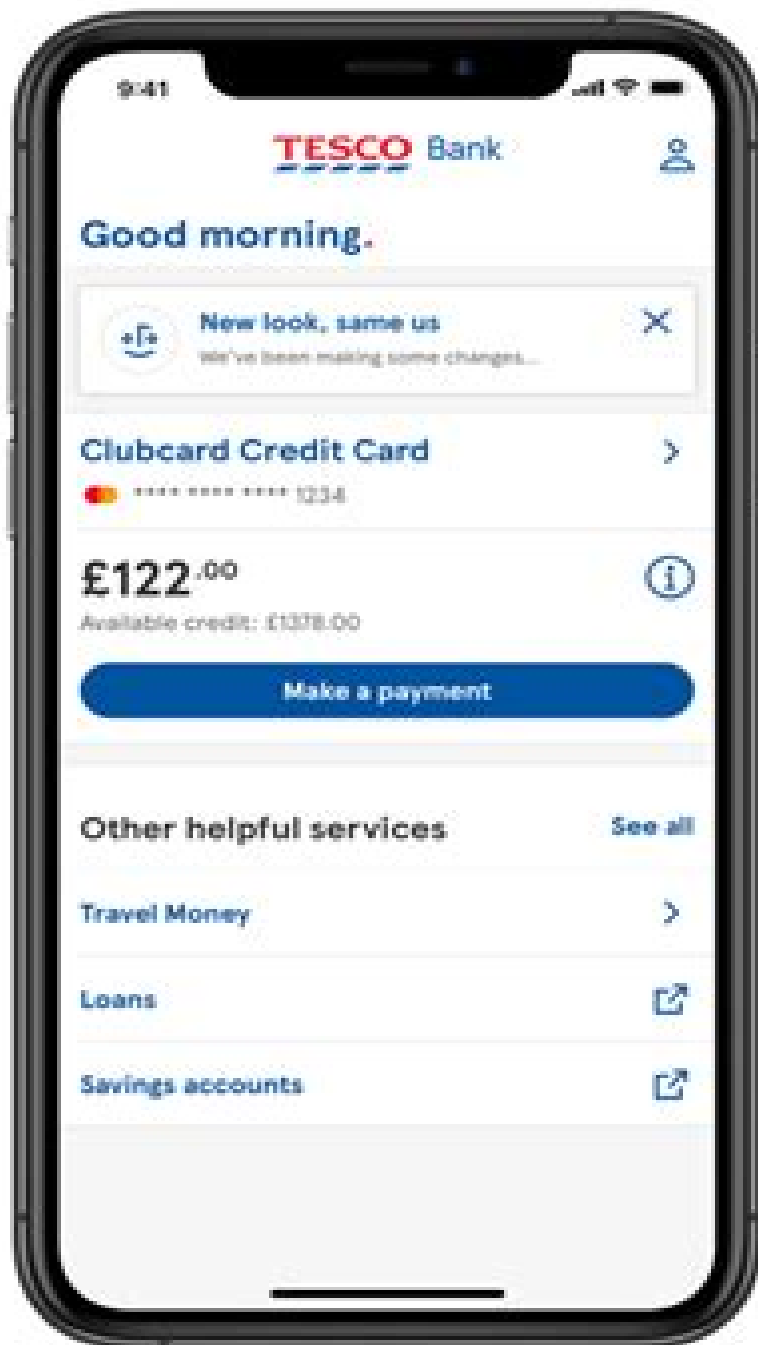 9:41
TESCO Bank
Good morning.
New look, same us
We've been making some changes...
Clubcard Credit Card
**** **** **** 1234
£122.00
Available credit: £1378.00
Make a payment
Other helpful services
See all
Travel Money
Loans
Savings accounts